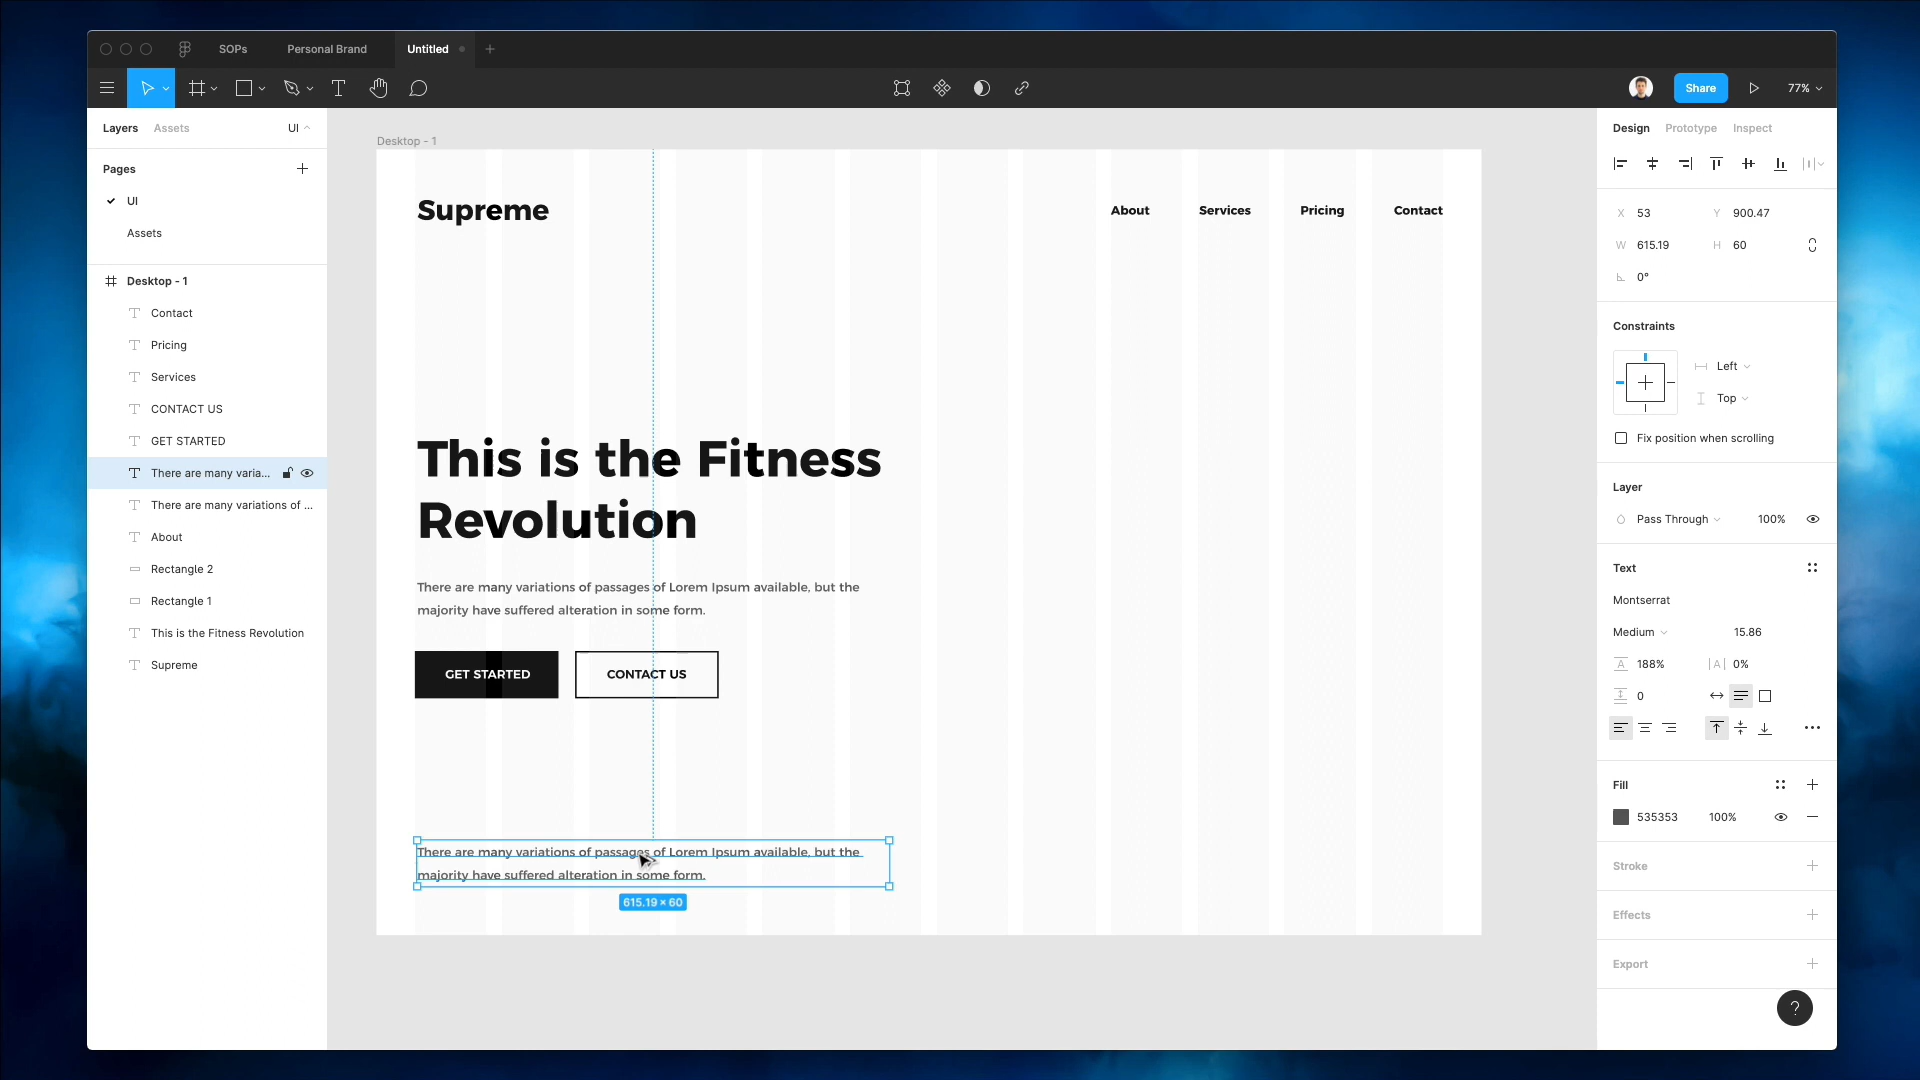 SOPs
Personal Brand
Untitled
Share
77%
Layers
Assets
UI
Pages
UI
Assets
Desktop - 1
Contact
Pricing
Services
CONTACT US
GET STARTED
There are many varia...
There are many variations of ...
About
Rectangle 2
Rectangle 1
This is the Fitness Revolution
Supreme
Desktop - 1
Supreme
About
Services
Pricing
Contact
This is the Fitness
Revolution
There are many variations of passages of Lorem Ipsum available, but the
majority have suffered alteration in some form.
GET STARTED
CONTACT US
There are many variations of passages of Lorem Ipsum available, but the
majority have suffered alteration in some form.
615.19 × 60
Design
Prototype
Inspect
X 53
Y 900.47
W 615.19
H 60
0°
Constraints
Left
Top
Fix position when scrolling
Layer
Pass Through
100%
Text
Montserrat
Medium
15.86
A 188%
|A| 0%
0
Fill
535353
100%
Stroke
Effects
Export
?